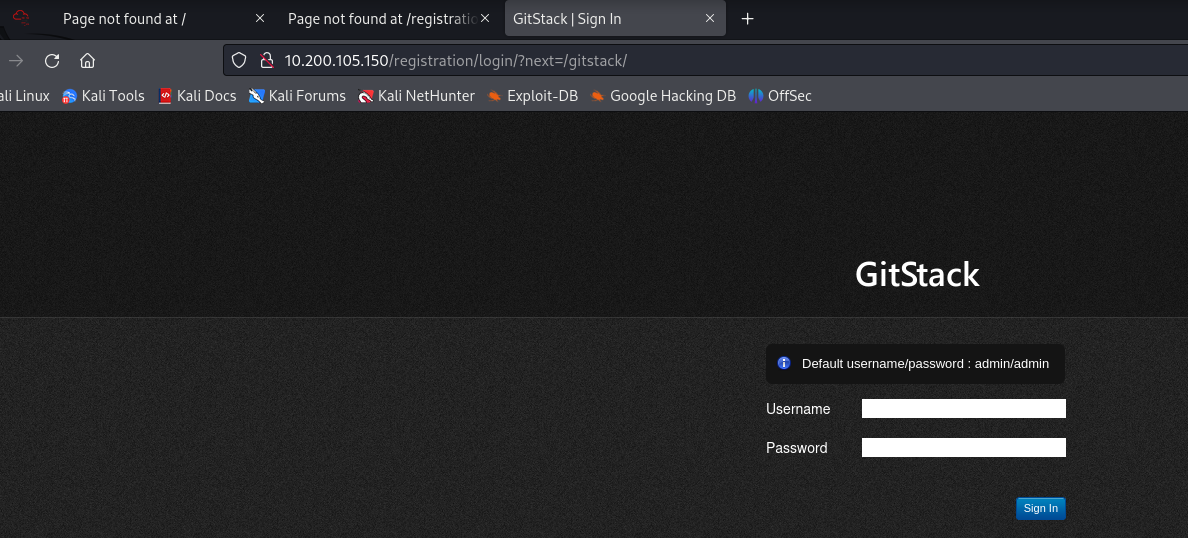 Page not found at /
Page not found at /registratic
GitStack | Sign In
10.200.105.150/registration/login/?next=/gitstack/
ali Linux
Kali Tools
Kali Docs
Kali Forums
Kali NetHunter
Exploit-DB
Google Hacking DB
OffSec
GitStack
Default username/password : admin/admin
Username
Password
Sign In